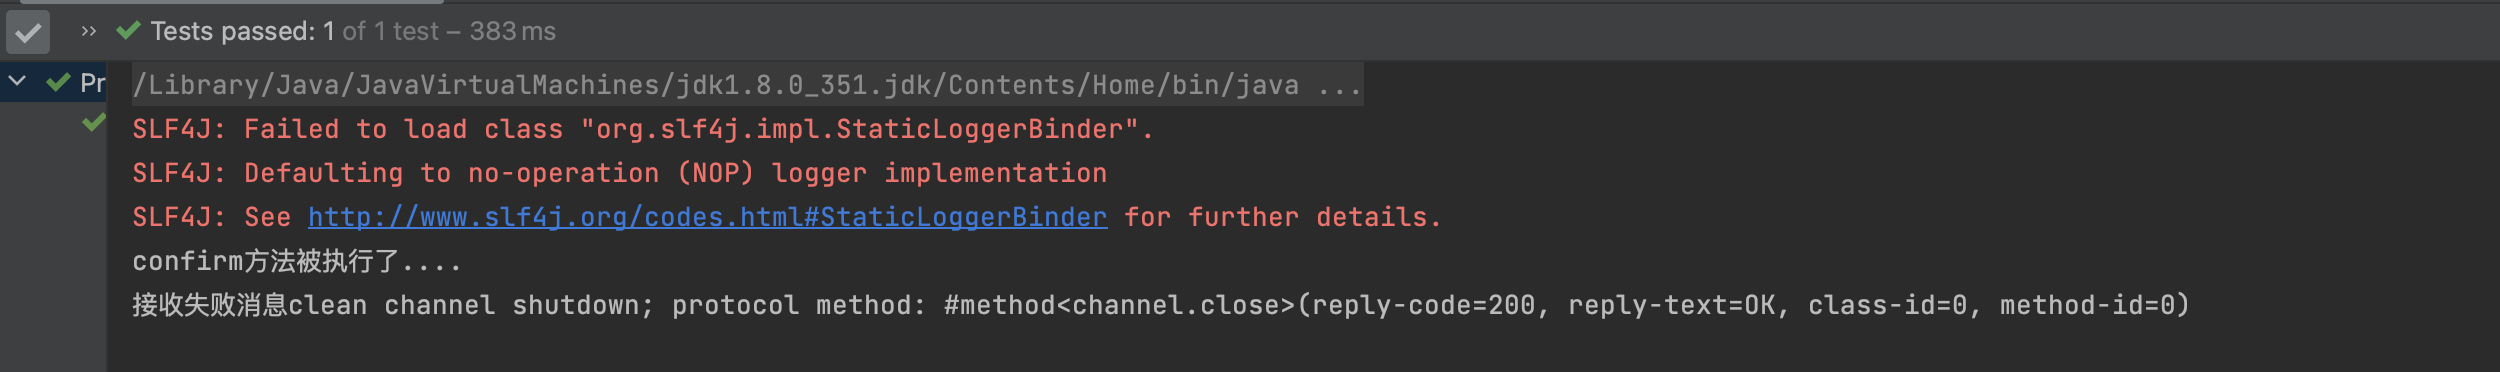 Tests passed: 1 of 1 test – 383 ms
Pr
/Library/Java/JavaVirtualMachines/jdk1.8.0_351.jdk/Contents/Home/bin/java ...
SLF4J: Failed to load class "org.slf4j.impl.StaticLoggerBinder".
SLF4J: Defaulting to no-operation (NOP) logger implementation
SLF4J: See http://www.slf4j.org/codes.html#StaticLoggerBinder for further details.
confirm方法被执行了....
接收失败消息clean channel shutdown; protocol method: #method<channel.close>(reply-code=200, reply-text=OK, class-id=0, method-id=0)